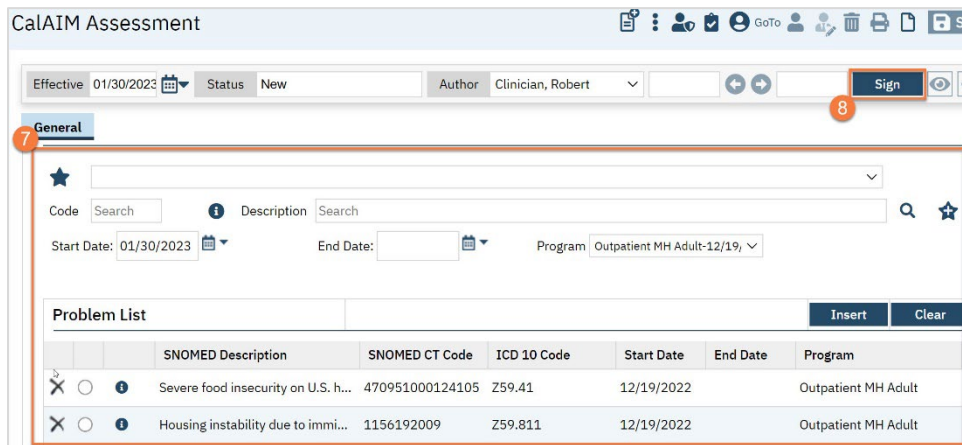 CalAIM Assessment GoTo S
Effective 01/30/2023 Status New Author Clinician, Robert Sign
8
General
7
Code Search Description Search
Start Date: 01/30/2023 End Date: Program Outpatient MH Adult-12/19/
Problem List Insert Clear
SNOMED Description SNOMED CT Code ICD 10 Code Start Date End Date Program
Severe food insecurity on U.S. h... 470951000124105 Z59.41 12/19/2022 Outpatient MH Adult
Housing instability due to immi... 1156192009 Z59.811 12/19/2022 Outpatient MH Adult